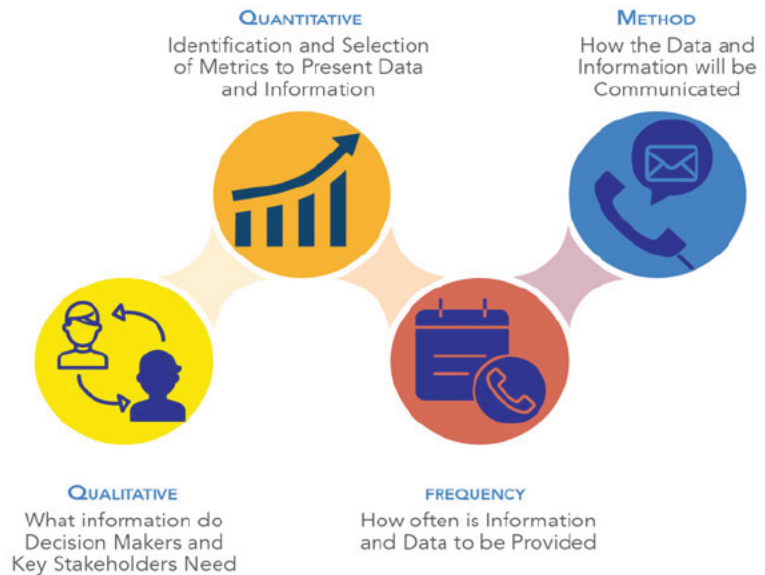 QUANTITATIVE
Identification and Selection
of Metrics to Present Data
and Information
METHOD
How the Data and
Information will be
Communicated
QUALITATIVE
What information do
Decision Makers and
Key Stakeholders Need
FREQUENCY
How often is Information
and Data to be Provided